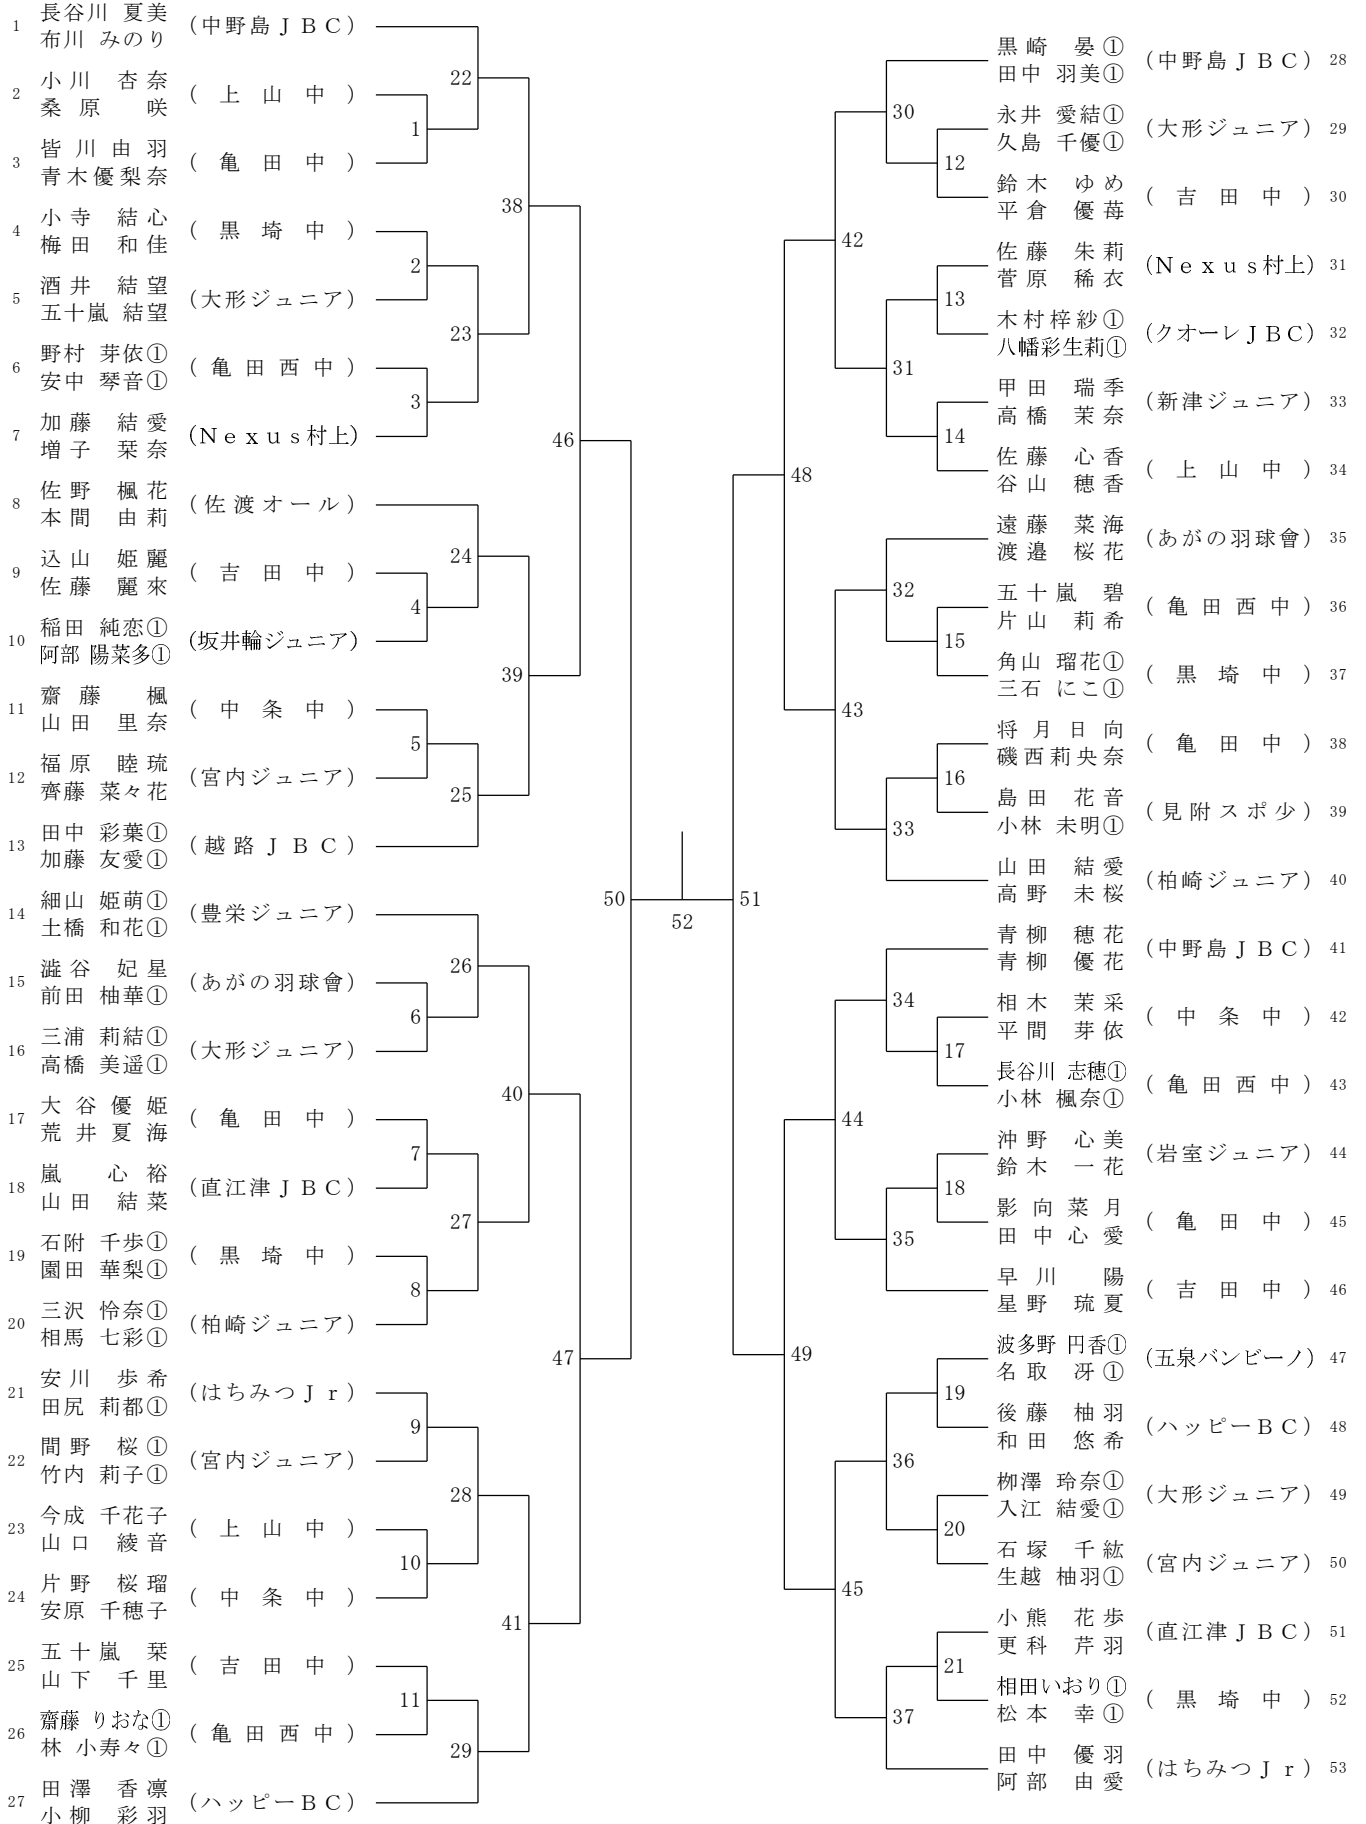 1 長谷川 夏美 (中野島ＪＢＣ)
布川 みのり
2 小川 杏奈 (上山中)
桑原 咲
3 皆川由羽 (亀田中)
青木優梨奈
4 小寺 結心 (黒埼中)
梅田 和佳
5 酒井 結望 (大形ジュニア)
五十嵐 結望
6 野村 芽依① (亀田西中)
安中 琴音①
7 加藤 結愛 (Ｎｅｘｕｓ村上)
増子 栞奈
8 佐野 楓花 (佐渡オール)
本間 由莉
9 込山 姫麗 (吉田中)
佐藤 麗來
10 稲田 純恋① (坂井輪ジュニア)
阿部 陽菜多①
11 齋藤 楓 (中条中)
山田 里奈
12 福原 睦琉 (宮内ジュニア)
齊藤 菜々花
13 田中 彩葉① (越路ＪＢＣ)
加藤 友愛①
14 細山 姫萌① (豊栄ジュニア)
土橋 和花①
15 澁谷 妃星 (あがの羽球會)
前田 柚華①
16 三浦 莉結① (大形ジュニア)
高橋 美遥①
17 大谷優姫 (亀田中)
荒井夏海
18 嵐 心裕 (直江津ＪＢＣ)
山田 結菜
19 石附 千歩① (黒埼中)
園田 華梨①
20 三沢 怜奈① (柏崎ジュニア)
相馬 七彩①
21 安川 歩希 (はちみつＪｒ)
田尻 莉都①
22 間野 桜① (宮内ジュニア)
竹内 莉子①
23 今成 千花子 (上山中)
山口 綾音
24 片野 桜瑠 (中条中)
安原 千穂子
25 五十嵐 栞 (吉田中)
山下 千里
26 齋藤 りおな① (亀田西中)
林 小寿々①
27 田澤 香凛 (ハッピーＢＣ)
小柳 彩羽
22
1
38
2
23
3
46
24
4
39
5
25
50
26
6
40
7
27
8
47
9
28
10
41
11
29
52
51
30
12
42
13
31
14
48
32
15
43
16
33
34
17
44
18
35
49
19
36
20
45
21
37
黒崎 晏① (中野島ＪＢＣ) 28
田中 羽美①
永井 愛結① (大形ジュニア) 29
久島 千優①
鈴木 ゆめ (吉田中) 30
平倉 優苺
佐藤 朱莉 (Ｎｅｘｕｓ村上) 31
菅原 稀衣
木村梓紗① (クオーレＪＢＣ) 32
八幡彩生莉①
甲田 瑞季 (新津ジュニア) 33
高橋 茉奈
佐藤 心香 (上山中) 34
谷山 穂香
遠藤 菜海 (あがの羽球會) 35
渡邉 桜花
五十嵐 碧 (亀田西中) 36
片山 莉希
角山 瑠花① (黒埼中) 37
三石 にこ①
将月日向 (亀田中) 38
磯西莉央奈
島田 花音 (見附スポ少) 39
小林 未明①
山田 結愛 (柏崎ジュニア) 40
高野 未桜
青柳 穂花 (中野島ＪＢＣ) 41
青柳 優花
相木 茉采 (中条中) 42
平間 芽依
長谷川 志穂① (亀田西中) 43
小林 楓奈①
沖野 心美 (岩室ジュニア) 44
鈴木 一花
影向菜月 (亀田中) 45
田中心愛
早川 陽 (吉田中) 46
星野 琉夏
波多野 円香① (五泉バンビーノ) 47
名取 冴①
後藤 柚羽 (ハッピーＢＣ) 48
和田 悠希
栁澤 玲奈① (大形ジュニア) 49
入江 結愛①
石塚 千紘 (宮内ジュニア) 50
生越 柚羽①
小熊 花歩 (直江津ＪＢＣ) 51
更科 芹羽
相田いおり① (黒埼中) 52
松本 幸①
田中 優羽 (はちみつＪｒ) 53
阿部 由愛